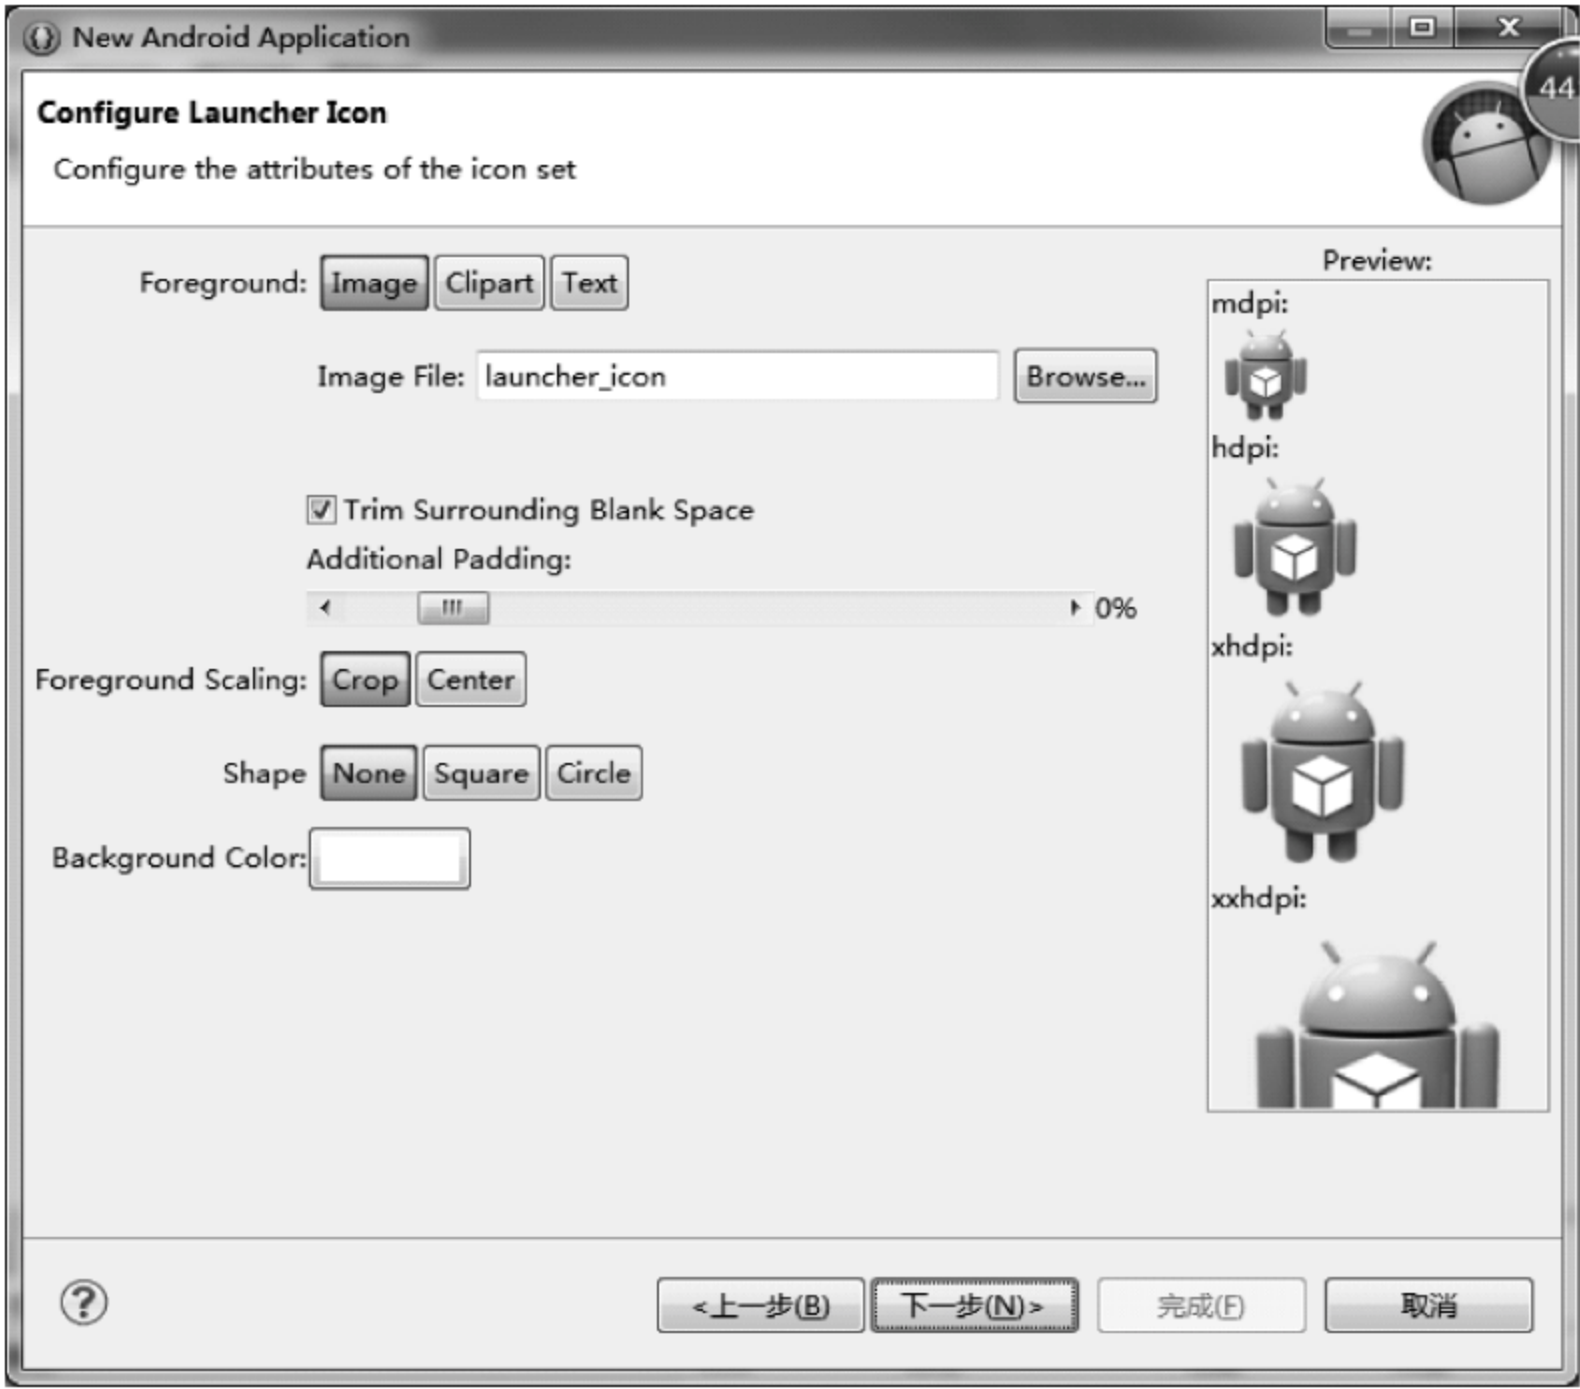 New Android Application
44
Configure Launcher Icon
Configure the attributes of the icon set
Foreground: Image Clipart Text
Image File: launcher_icon Browse...
Trim Surrounding Blank Space
Additional Padding:
0%
Foreground Scaling: Crop Center
Shape None Square Circle
Background Color:
Preview:
mdpi:
hdpi:
xhdpi:
xxhdpi:
<上一步(B) 下一步(N)> 完成(F) 取消